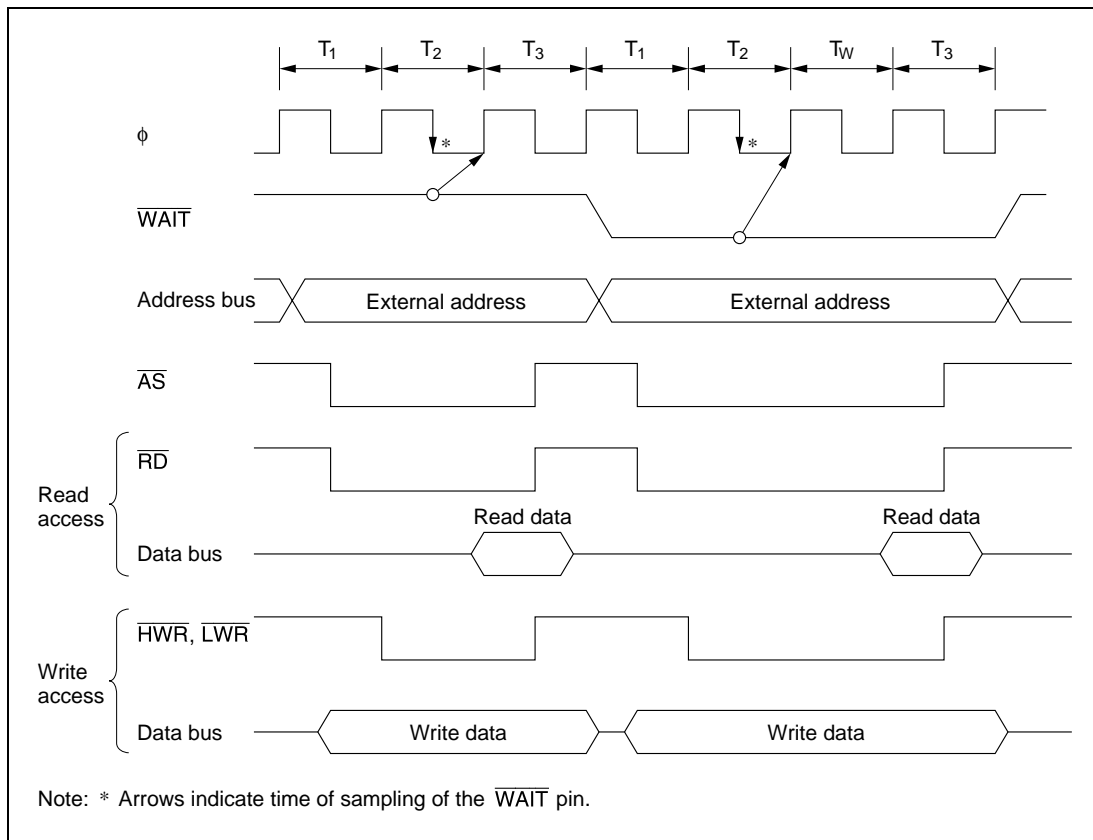 T1 T2 T3 T1 T2 TW T3
ϕ
* *
WAIT
Address bus External address External address
AS
Read access
RD
Read data Read data
Data bus
Write access
HWR, LWR
Data bus Write data Write data
Note: * Arrows indicate time of sampling of the WAIT pin.